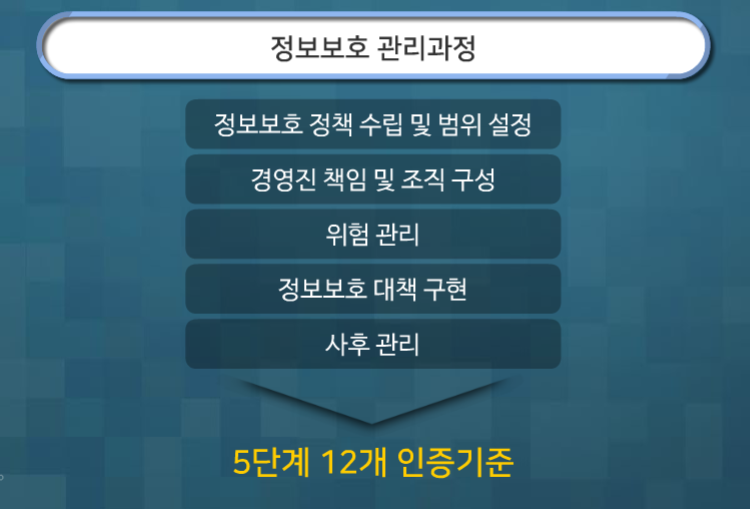 정보보호 관리과정
정보보호 정책 수립 및 범위 설정
경영진 책임 및 조직 구성
위험 관리
정보보호 대책 구현
사후 관리
5단계 12개 인증기준